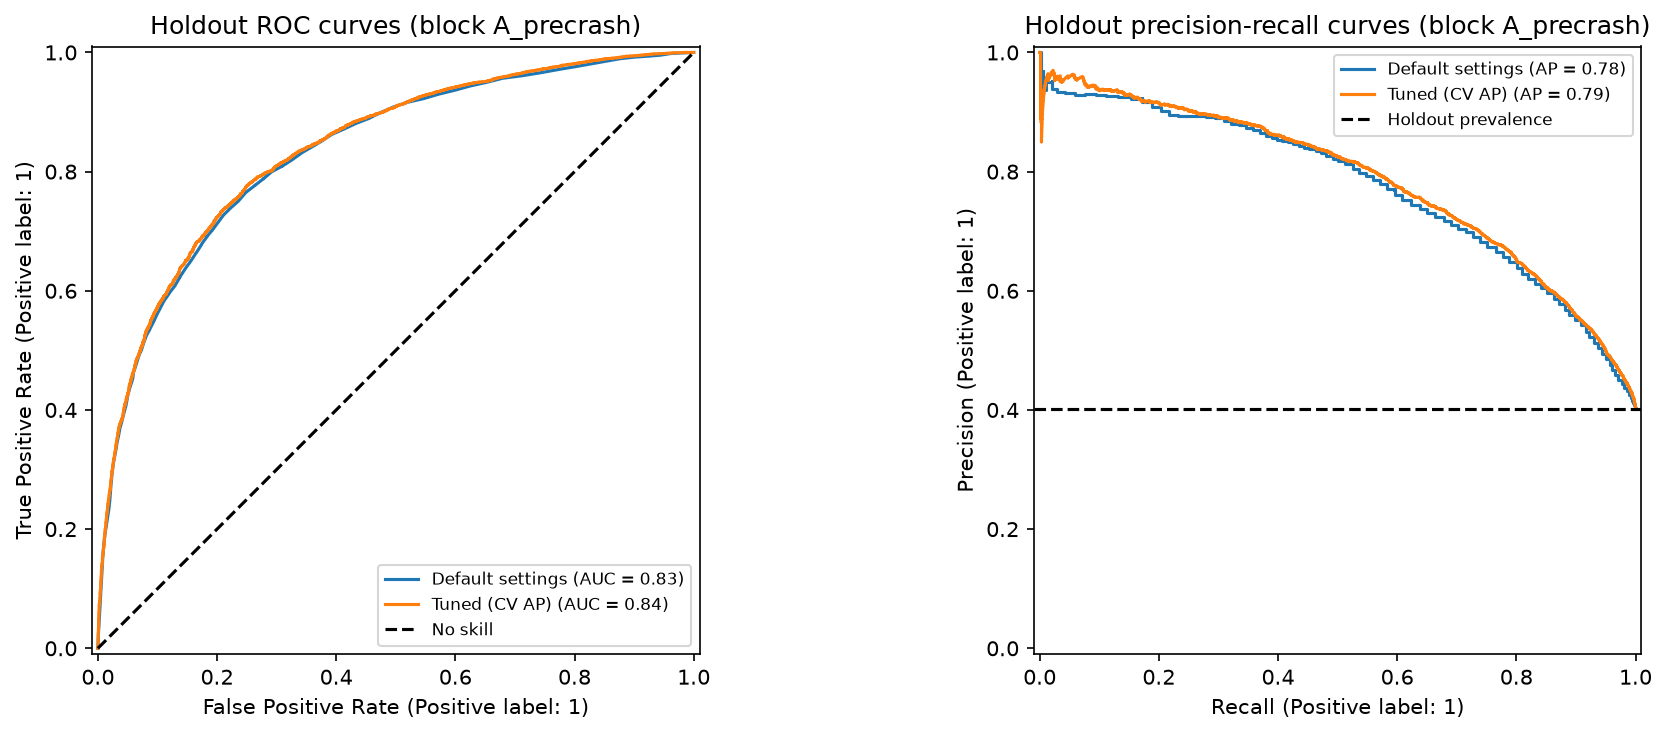 Holdout ROC curves (block A_precrash)
True Positive Rate (Positive label: 1)
1.0
0.8
0.6
0.4
0.2
0.0
Default settings (AUC = 0.83)
Tuned (CV AP) (AUC = 0.84)
No skill
0.0 0.2 0.4 0.6 0.8 1.0
False Positive Rate (Positive label: 1)
Holdout precision-recall curves (block A_precrash)
Precision (Positive label: 1)
1.0
0.8
0.6
0.4
0.2
0.0
Default settings (AP = 0.78)
Tuned (CV AP) (AP = 0.79)
Holdout prevalence
0.0 0.2 0.4 0.6 0.8 1.0
Recall (Positive label: 1)